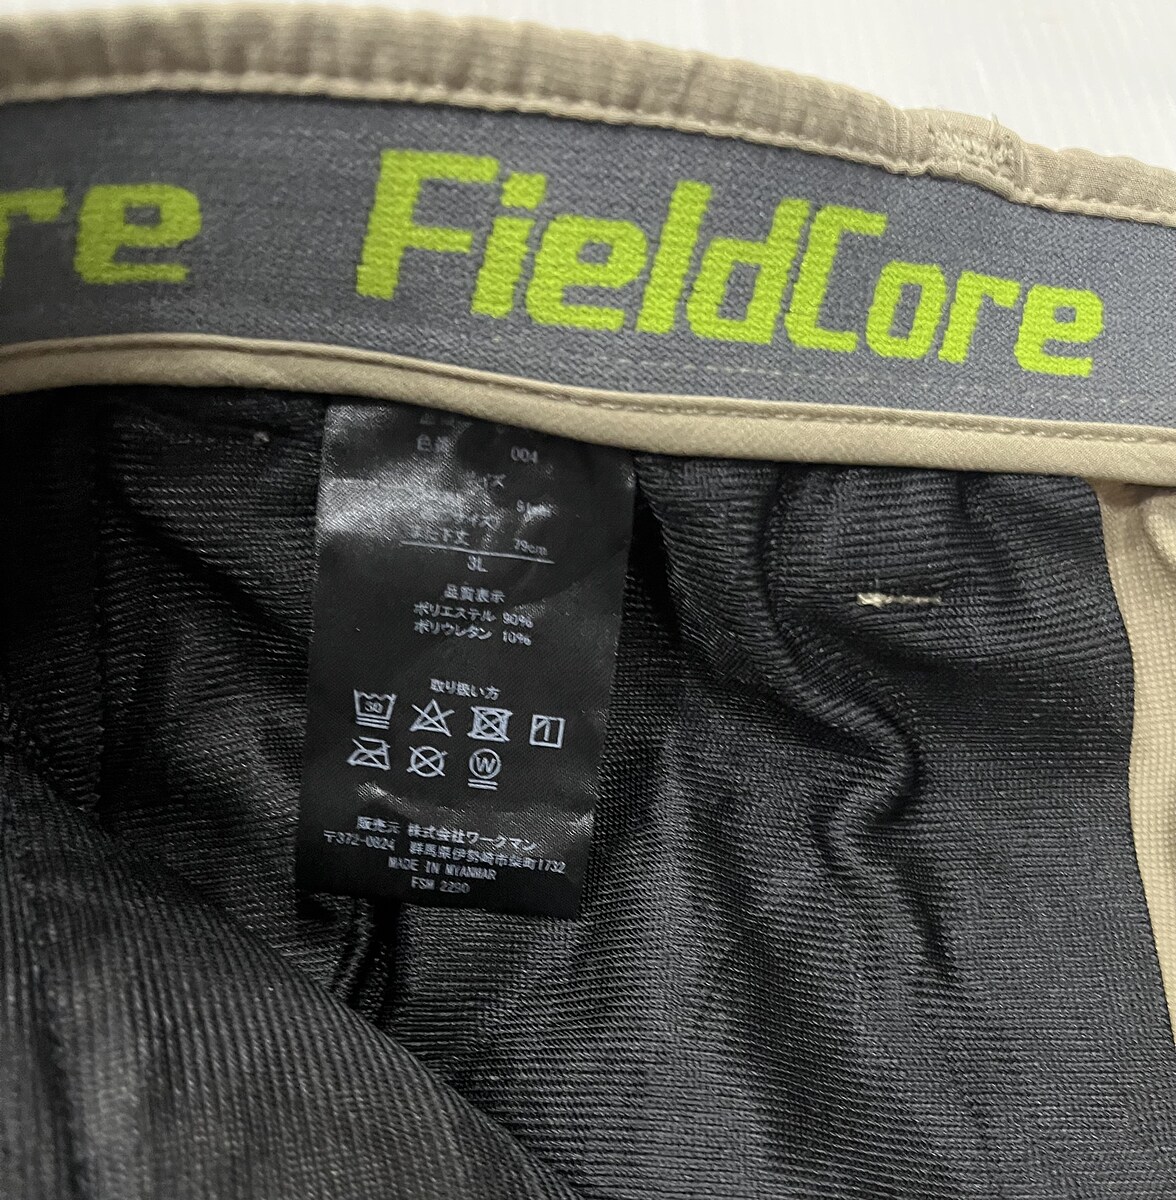 re FieldCore
004
イズ
79cm
3L
品質表示
ポリエステル 90%
ポリウレタン 10%
取り扱い方
30
W
販売元 株式会社ワークマン
〒372-0824 群馬県伊勢崎市柴町1732
MADE IN MYANMAR
FSM 2290